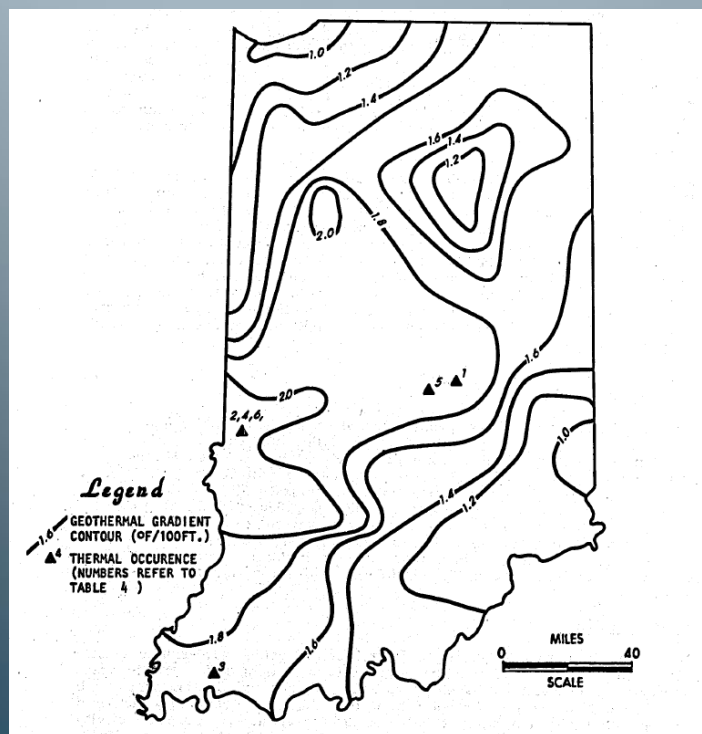 1.0
1.2
1.4
1.6
1.4
1.2
2.0
1.8
1.6
5
1
2.0
2,4,6,
1.0
1.4
1.2
Legend
1.6
GEOTHERMAL GRADIENT
CONTOUR (OF/100FT.)
4
THERMAL OCCURENCE
(NUMBERS REFER TO
TABLE 4 )
1.8
1.6
3
MILES
0 40
SCALE